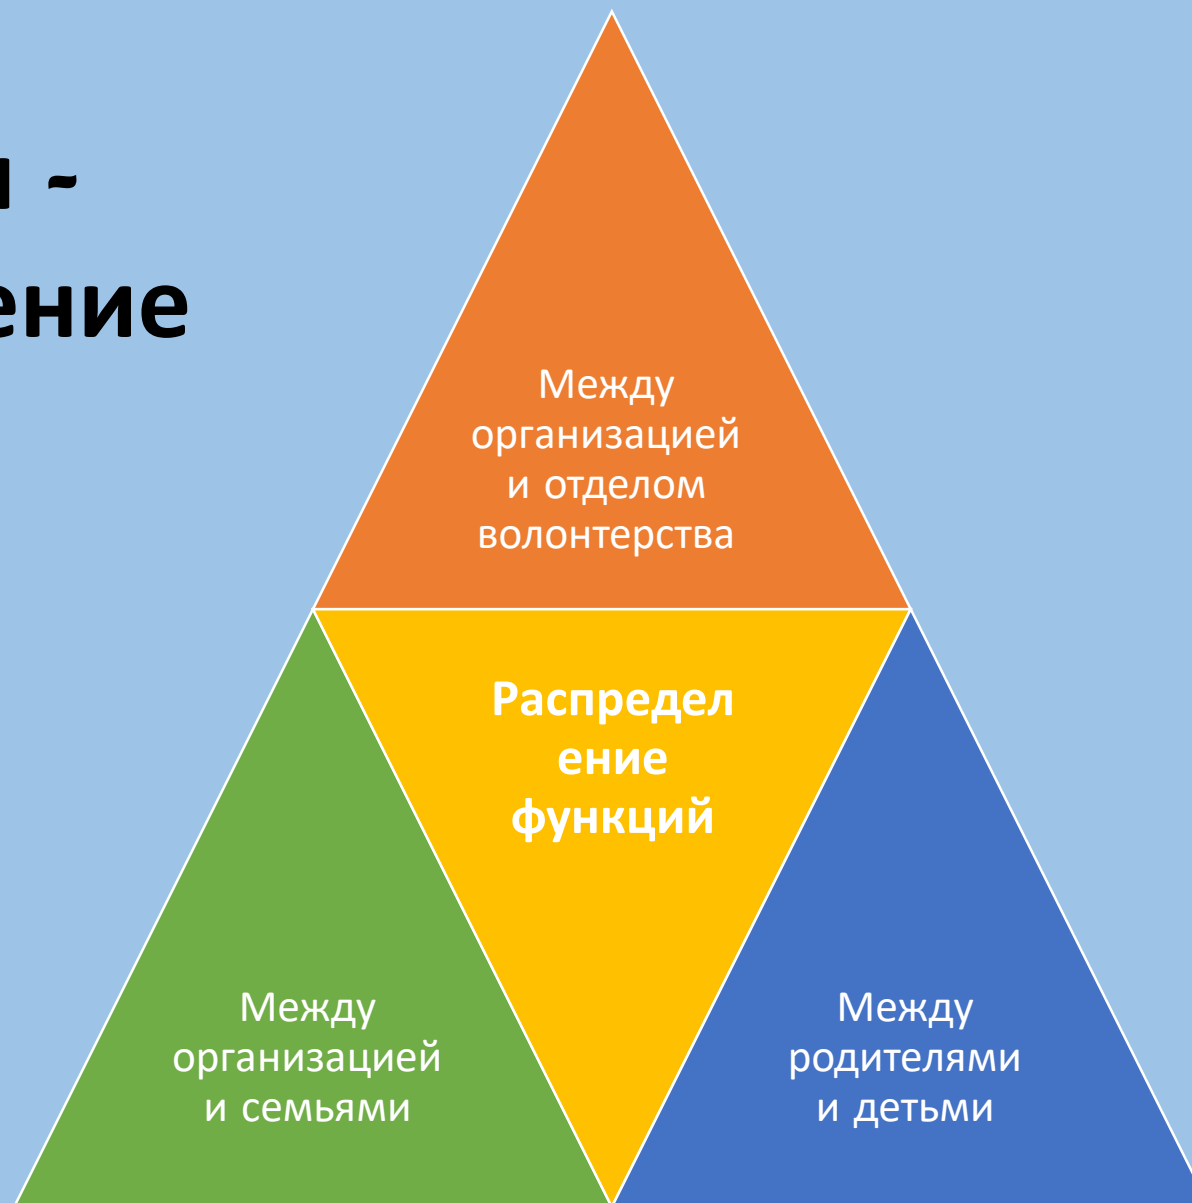 -
ение
Между
организацией
и отделом
волонтерства
Распредел
ение
функций
Между
организацией
и семьями
Между
родителями
и детьми